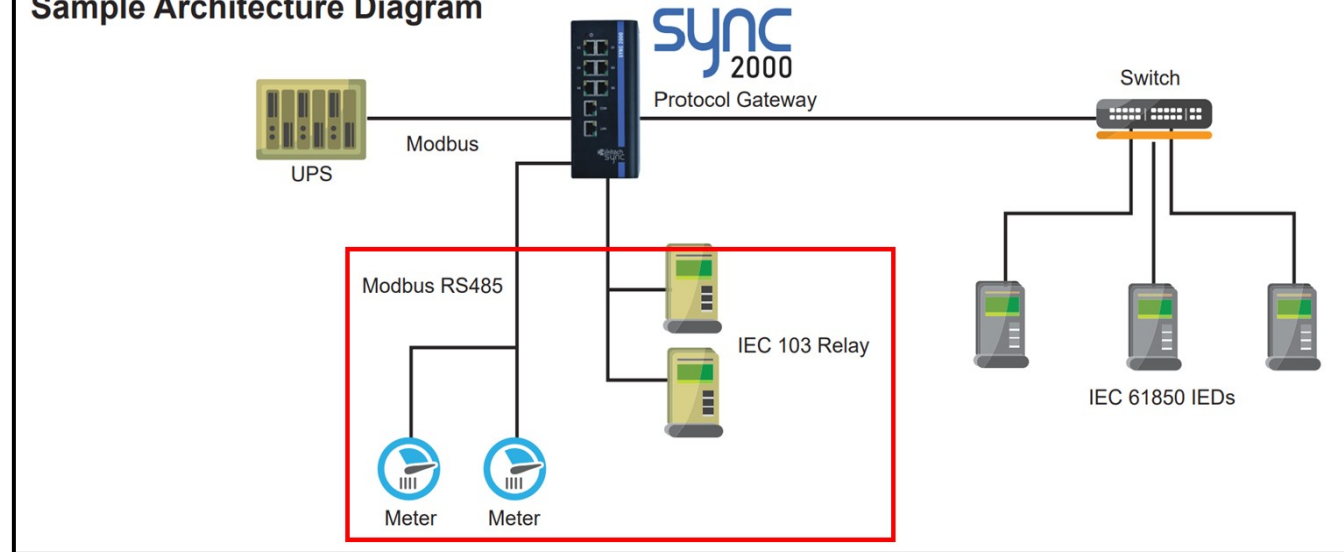 Sample Architecture Diagram
sync
2000
Protocol Gateway
Switch
Modbus
UPS
Modbus RS485
IEC 103 Relay
IEC 61850 IEDs
Meter
Meter